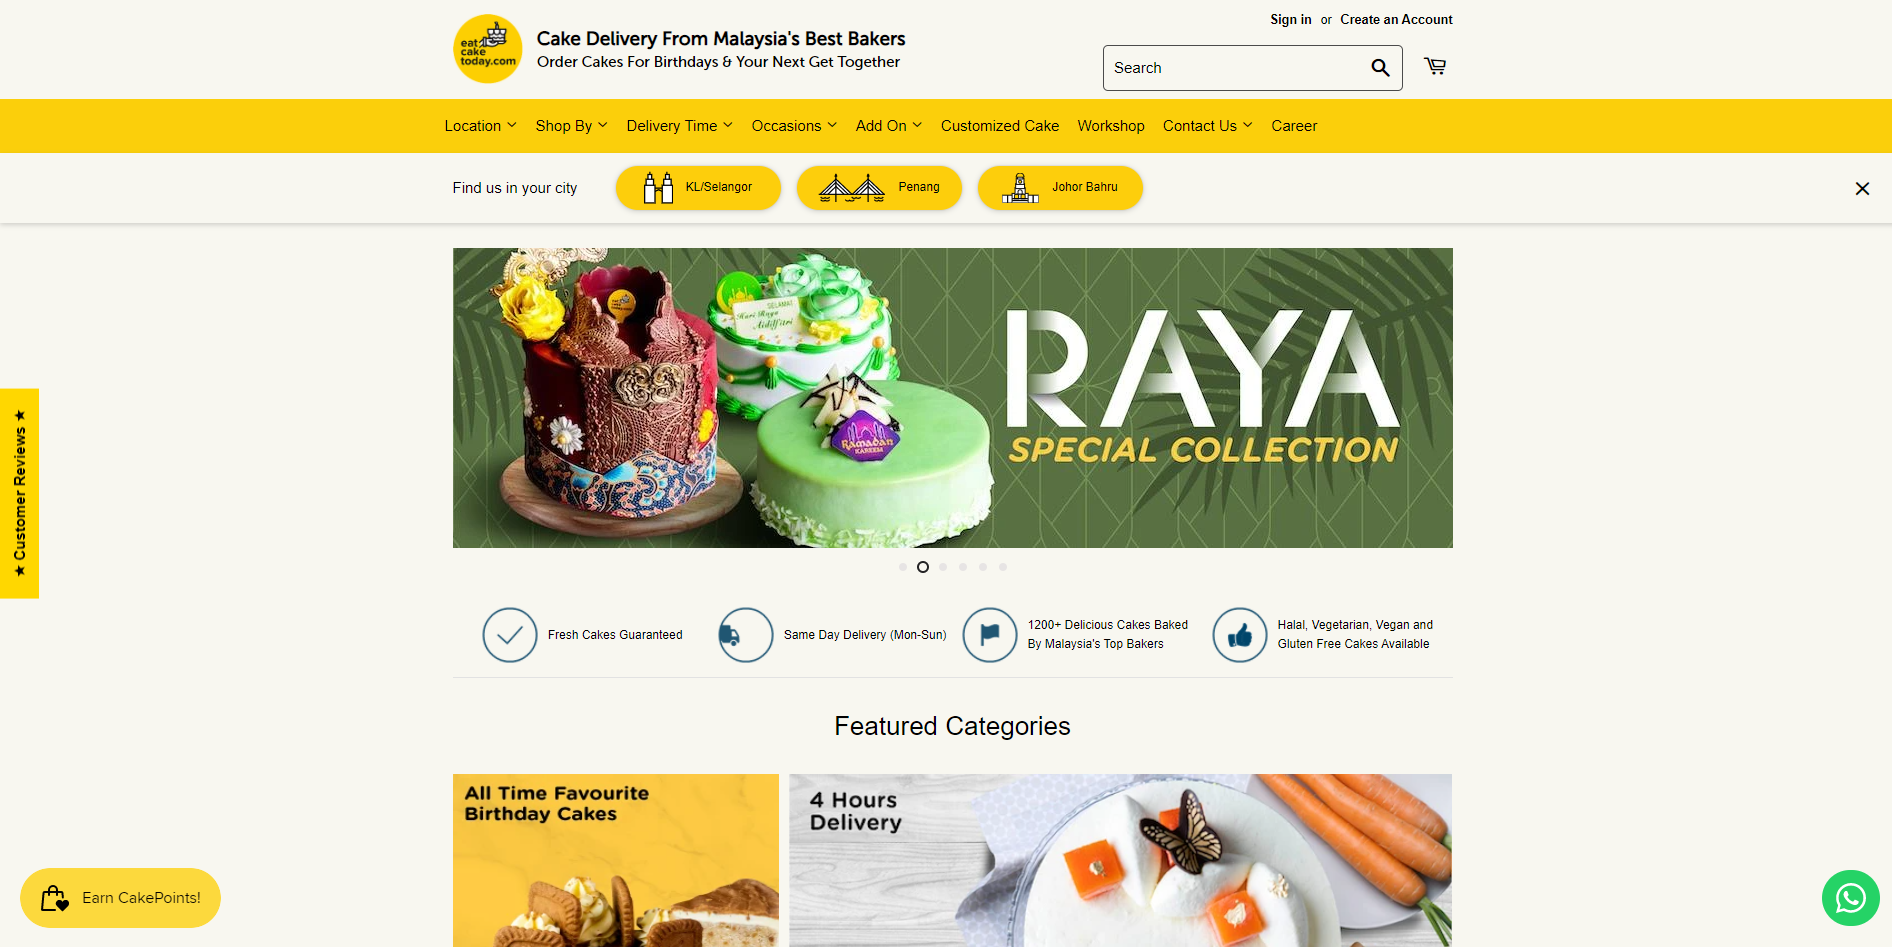 Sign in or Create an Account
eat
cake
today.com
Cake Delivery From Malaysia's Best Bakers
Order Cakes For Birthdays & Your Next Get Together
Search
Location
Shop By
Delivery Time
Occasions
Add On
Customized Cake
Workshop
Contact Us
Career
Find us in your city
KL/Selangor
Penang
Johor Bahru
SELAMAT
Hari Raya
Aidilfitri
Ramadan
KAREEM
RAYA
SPECIAL COLLECTION
★ Customer Reviews ★
Fresh Cakes Guaranteed
Same Day Delivery (Mon-Sun)
1200+ Delicious Cakes Baked
By Malaysia's Top Bakers
Halal, Vegetarian, Vegan and
Gluten Free Cakes Available
Featured Categories
All Time Favourite
Birthday Cakes
4 Hours
Delivery
Earn CakePoints!